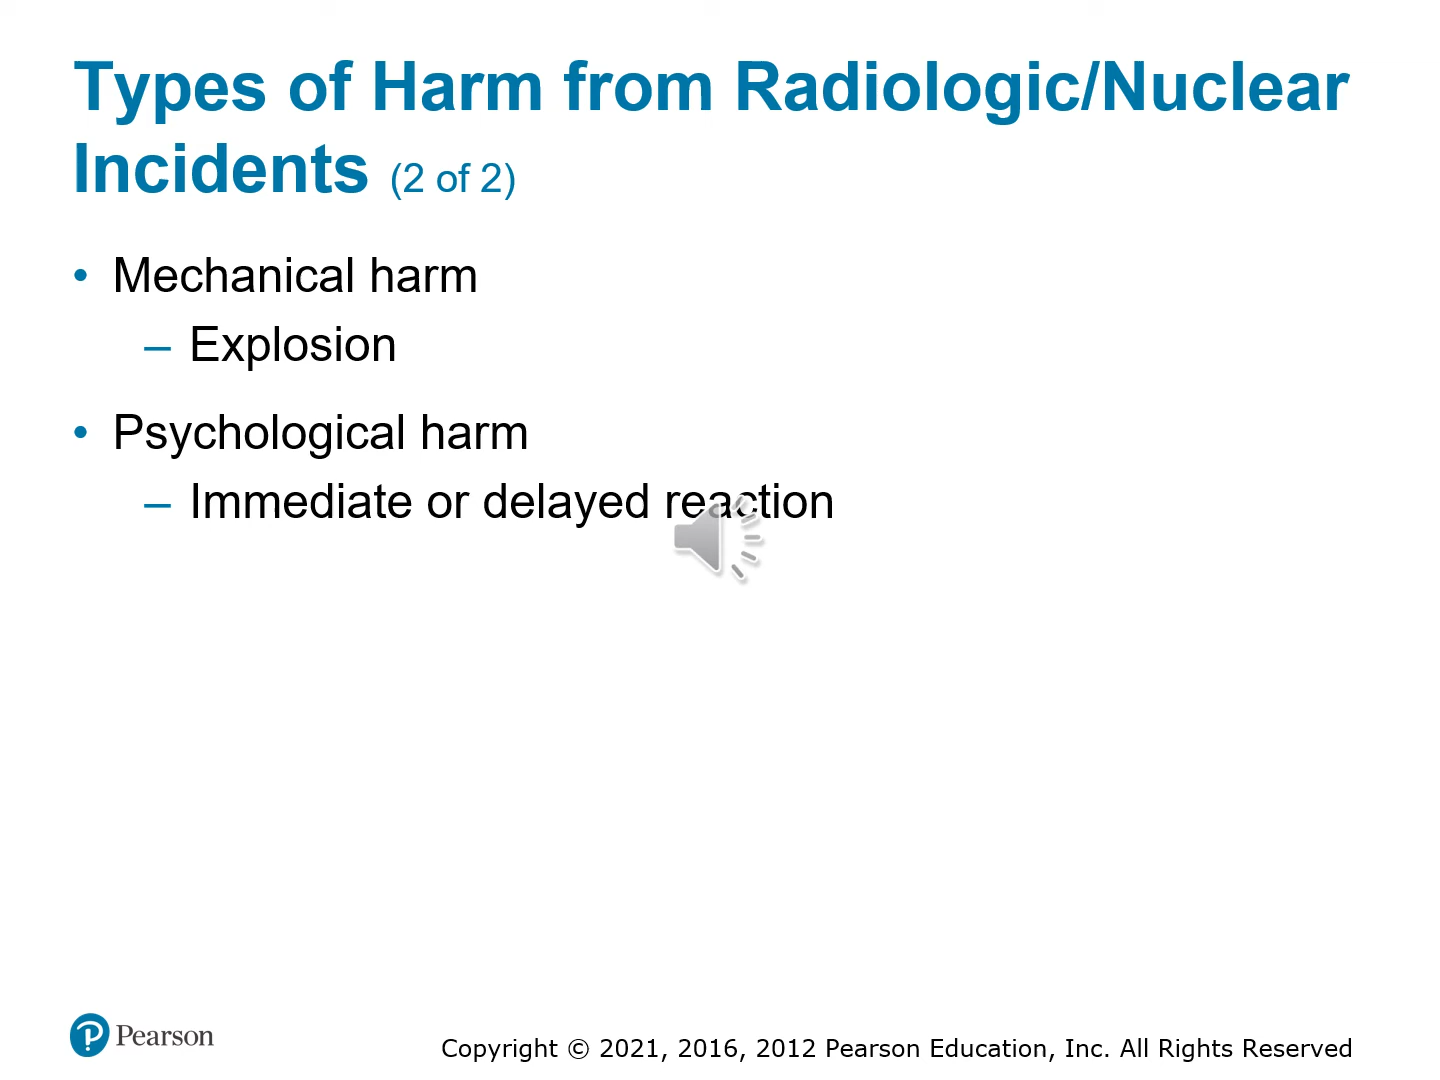 Types of Harm from Radiologic/Nuclear
Incidents (2 of 2)
• Mechanical harm
– Explosion
• Psychological harm
– Immediate or delayed reaction
Pearson
Copyright © 2021, 2016, 2012 Pearson Education, Inc. All Rights Reserved